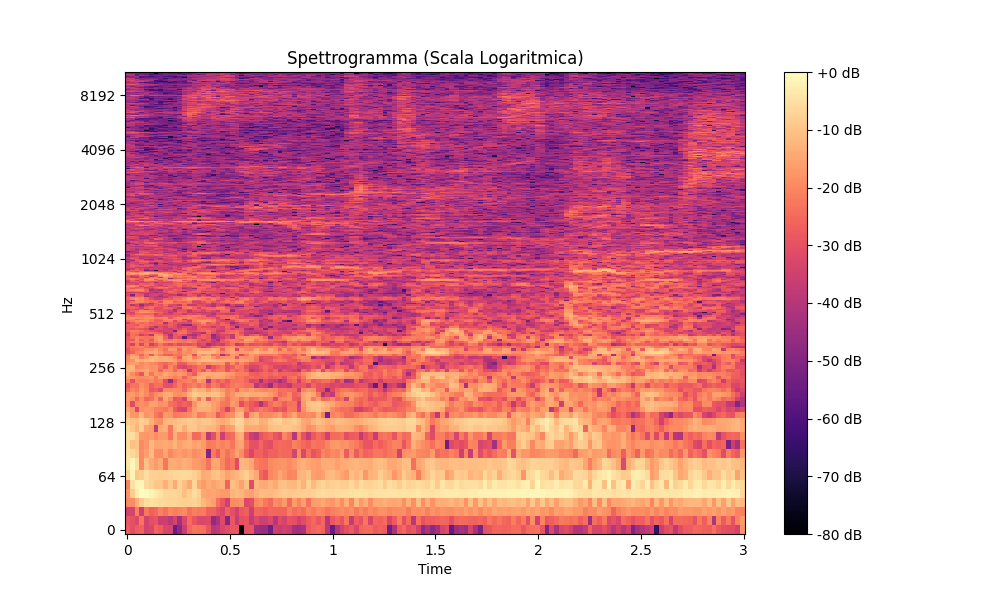 Spettrogramma (Scala Logaritmica)
Hz
8192
4096
2048
1024
512
256
128
64
0
0 0.5 1 1.5 2 2.5 3
Time
+0 dB
-10 dB
-20 dB
-30 dB
-40 dB
-50 dB
-60 dB
-70 dB
-80 dB